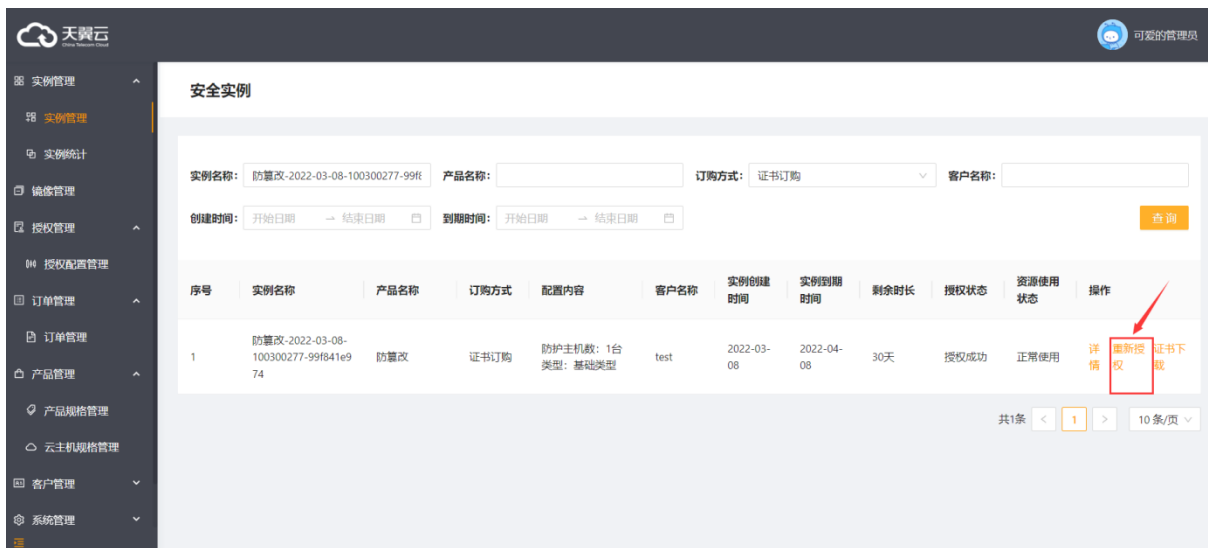 天翼云
China Telecom Cloud
可爱的管理员
实例管理
实例管理
实例统计
镜像管理
授权管理
授权配置管理
订单管理
订单管理
产品管理
产品规格管理
云主机规格管理
客户管理
系统管理
安全实例
实例名称： 防篡改-2022-03-08-100300277-99f8 产品名称： 订购方式： 证书订购 客户名称：
创建时间： 开始日期 → 结束日期 到期时间： 开始日期 → 结束日期 查 询
序号 实例名称 产品名称 订购方式 配置内容 客户名称 实例创建时间 实例到期时间 剩余时长 授权状态 资源使用状态 操作
1 防篡改-2022-03-08-100300277-99f841e974 防篡改 证书订购 防护主机数：1台 类型：基础类型 test 2022-03-08 2022-04-08 30天 授权成功 正常使用 详情 重新授权 证书下载
共1条 < 1 > 10 条/页